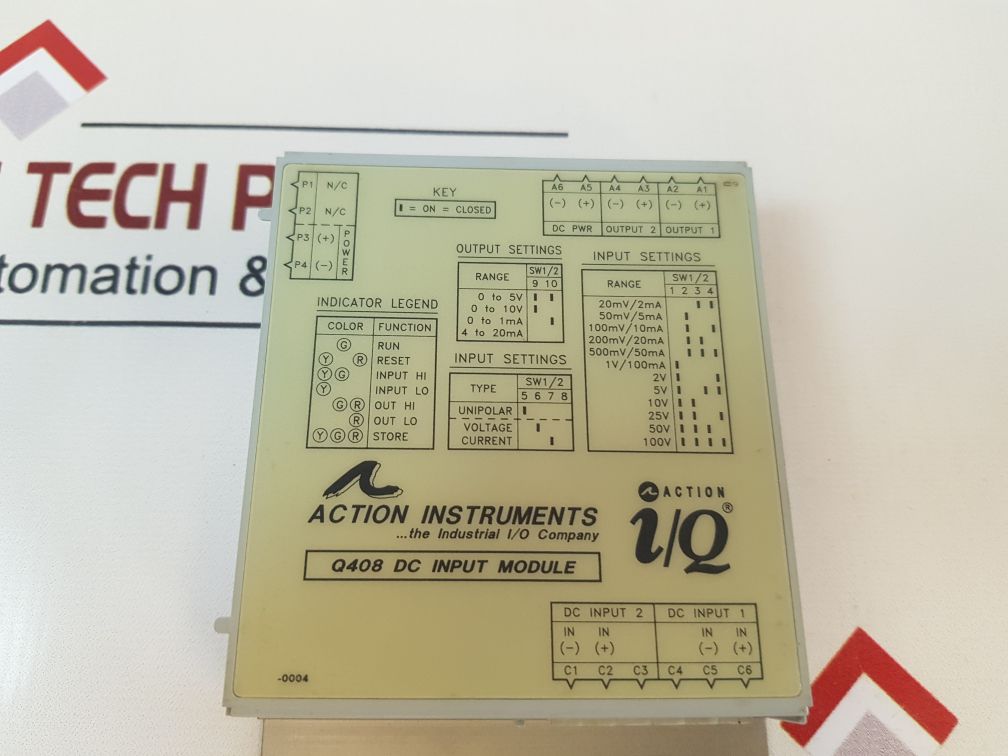 TECH P
tomation &
P1 N/C
P2 N/C
P3 (+)
P4 (-)
POWER
KEY
▮ = ON = CLOSED
A6 A5 A4 A3 A2 A1
(-) (+) (-) (+) (-) (+)
DC PWR OUTPUT 2 OUTPUT 1
OUTPUT SETTINGS
RANGE SW1/2
9 10
0 to 5V ▮ ▮
0 to 10V ▮
0 to 1mA ▮
4 to 20mA
INPUT SETTINGS
RANGE SW1/2
1 2 3 4
20mV/2mA ▮ ▮
50mV/5mA ▮
100mV/10mA ▮ ▮
200mV/20mA ▮ ▮
500mV/50mA ▮ ▮ ▮
1V/100mA ▮
2V ▮ ▮
5V ▮ ▮ ▮
10V ▮ ▮
25V ▮ ▮ ▮
50V ▮ ▮ ▮
100V ▮ ▮ ▮ ▮
INDICATOR LEGEND
COLOR FUNCTION
G RUN
Y R RESET
Y G INPUT HI
Y INPUT LO
G R OUT HI
R OUT LO
Y G R STORE
INPUT SETTINGS
TYPE SW1/2
5 6 7 8
UNIPOLAR ▮
VOLTAGE ▮
CURRENT ▮
ACTION INSTRUMENTS
...the Industrial I/O Company
Q408 DC INPUT MODULE
ACTION
i/Q®
DC INPUT 2 DC INPUT 1
IN IN IN IN
(-) (+) (-) (+)
C1 C2 C3 C4 C5 C6
-0004